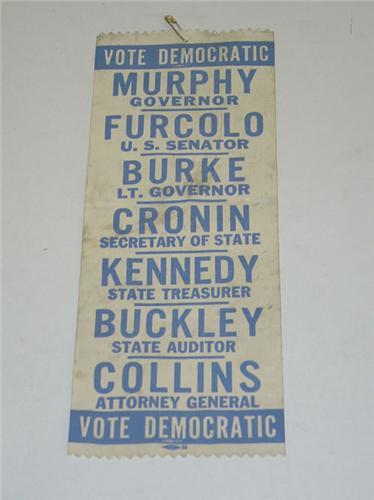 VOTE DEMOCRATIC
MURPHY
GOVERNOR
FURCOLO
U. S. SENATOR
BURKE
LT. GOVERNOR
CRONIN
SECRETARY OF STATE
KENNEDY
STATE TREASURER
BUCKLEY
STATE AUDITOR
COLLINS
ATTORNEY GENERAL
VOTE DEMOCRATIC